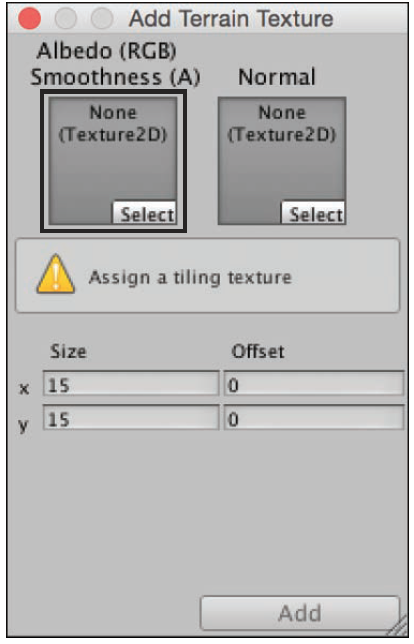 Add Terrain Texture
Albedo (RGB)
Smoothness (A) Normal
None None
(Texture2D) (Texture2D)
Select Select
Assign a tiling texture
Size Offset
x 15 0
y 15 0
Add